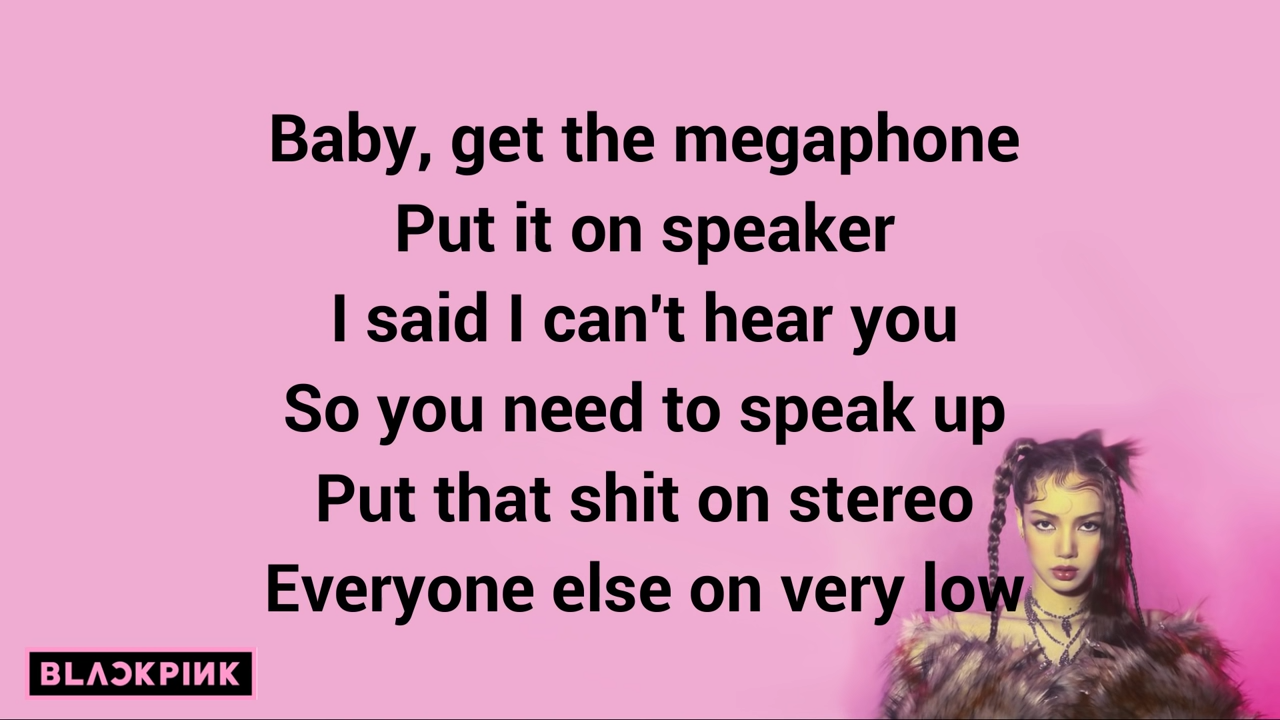 Baby, get the megaphone
Put it on speaker
I said I can't hear you
So you need to speak up
Put that shit on stereo
Everyone else on very low
BLACKPINK